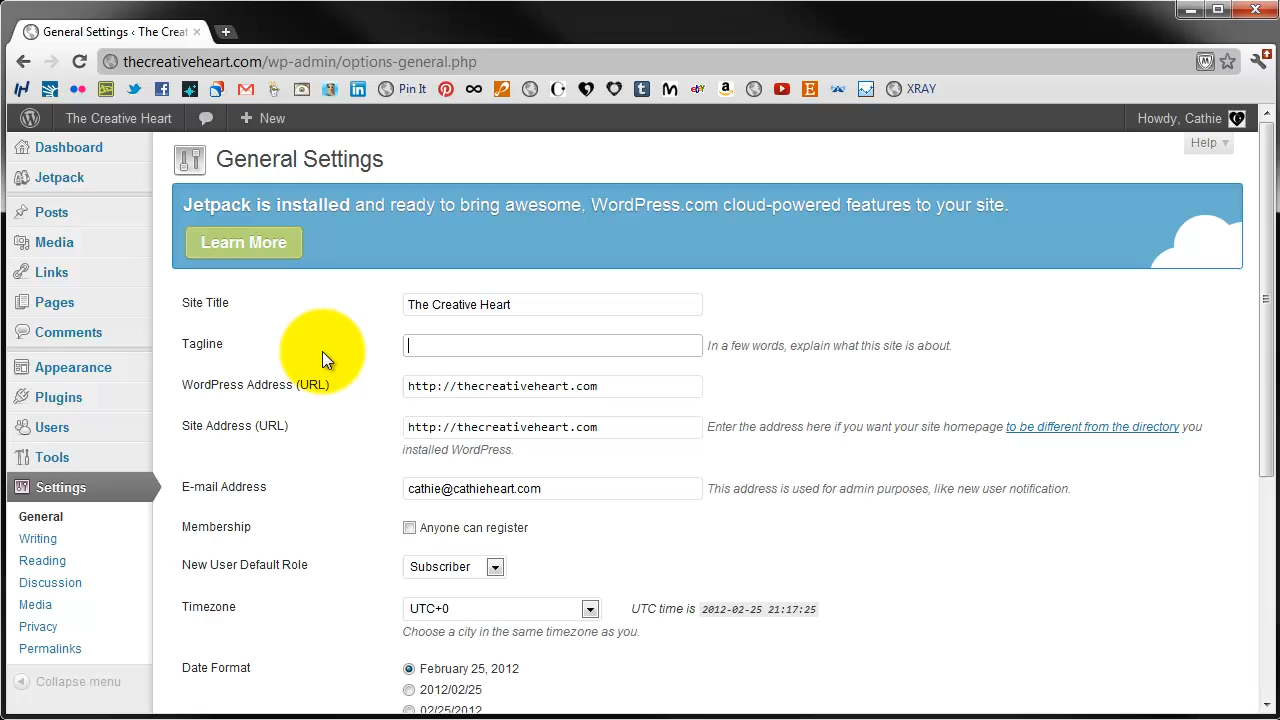 General Settings ‹ The Creat
thecreativeheart.com/wp-admin/options-general.php
Pin It
XRAY
The Creative Heart
New
Howdy, Cathie
Help
Dashboard
Jetpack
Posts
Media
Links
Pages
Comments
Appearance
Plugins
Users
Tools
Settings
General
Writing
Reading
Discussion
Media
Privacy
Permalinks
Collapse menu
General Settings
Jetpack is installed and ready to bring awesome, WordPress.com cloud-powered features to your site.
Learn More
Site Title
The Creative Heart
Tagline
In a few words, explain what this site is about.
WordPress Address (URL)
http://thecreativeheart.com
Site Address (URL)
http://thecreativeheart.com
Enter the address here if you want your site homepage to be different from the directory you
installed WordPress.
E-mail Address
cathie@cathieheart.com
This address is used for admin purposes, like new user notification.
Membership
Anyone can register
New User Default Role
Subscriber
Timezone
UTC+0
UTC time is 2012-02-25 21:17:25
Choose a city in the same timezone as you.
Date Format
February 25, 2012
2012/02/25
02/25/2012